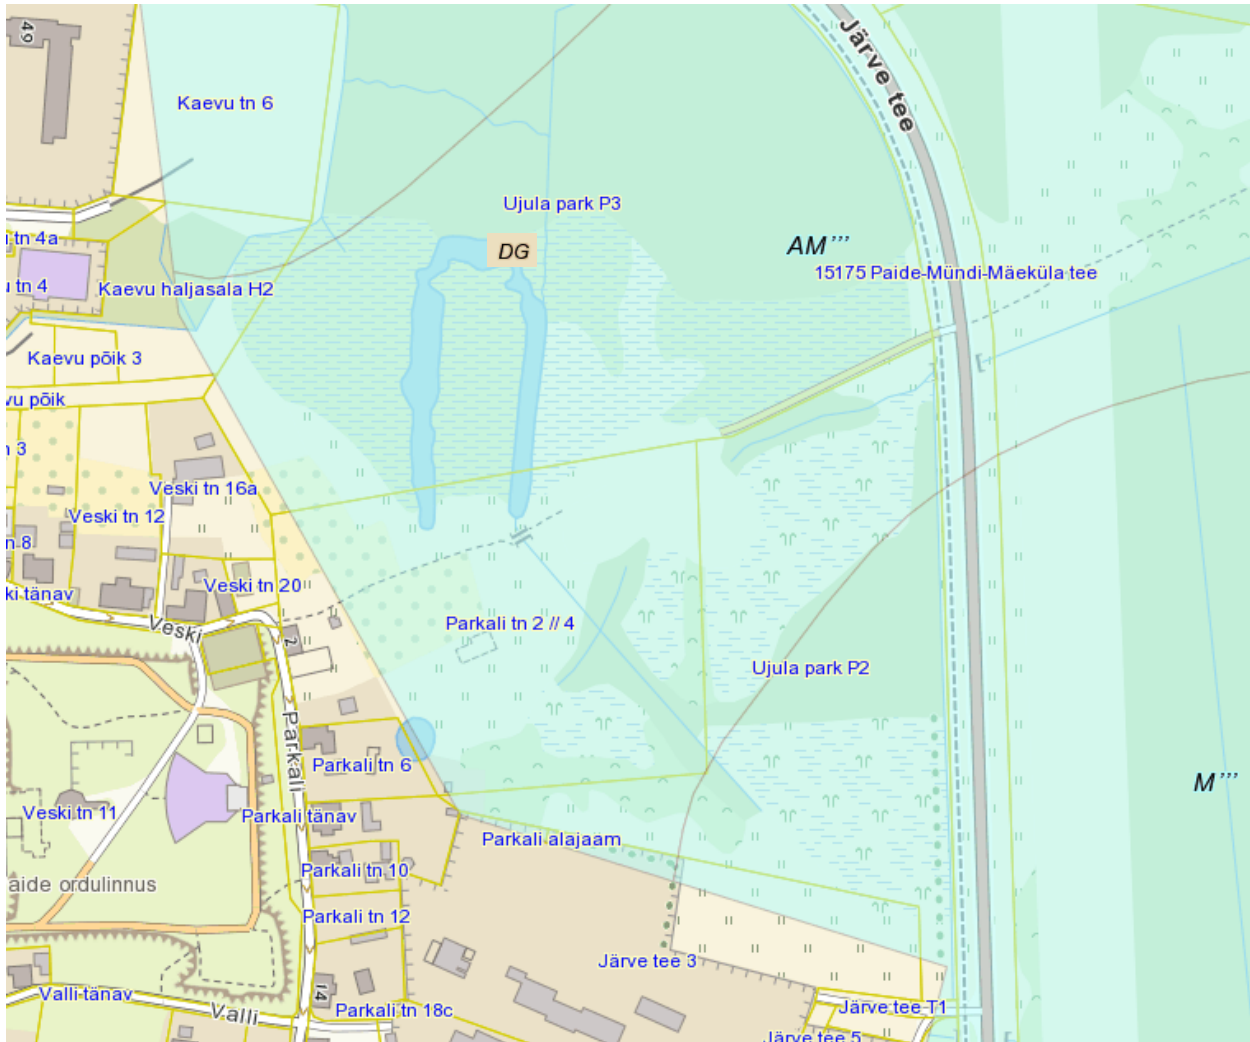 49
Järve tee
Kaevu tn 6
Ujula park P3
tn 4a
AM’’’
DG
15175 Paide-Mündi-Mäeküla tee
tn 4
Kaevu haljasala H2
Kaevu põik 3
vu põik
n 3
Veski tn 16a
Veski tn 12
n 8
Veski tn 20
ki tänav
Veski
Parkali tn 2 // 4
2
Ujula park P2
Parkali
Parkali tn 6
M’’’
Veski tn 11
Parkali tänav
Parkali alajaam
Parkali tn 10
aide ordulinnus
Parkali tn 12
Järve tee 3
14
Valli tänav
Valli
Parkali tn 18c
Järve tee T1
Järve tee 5